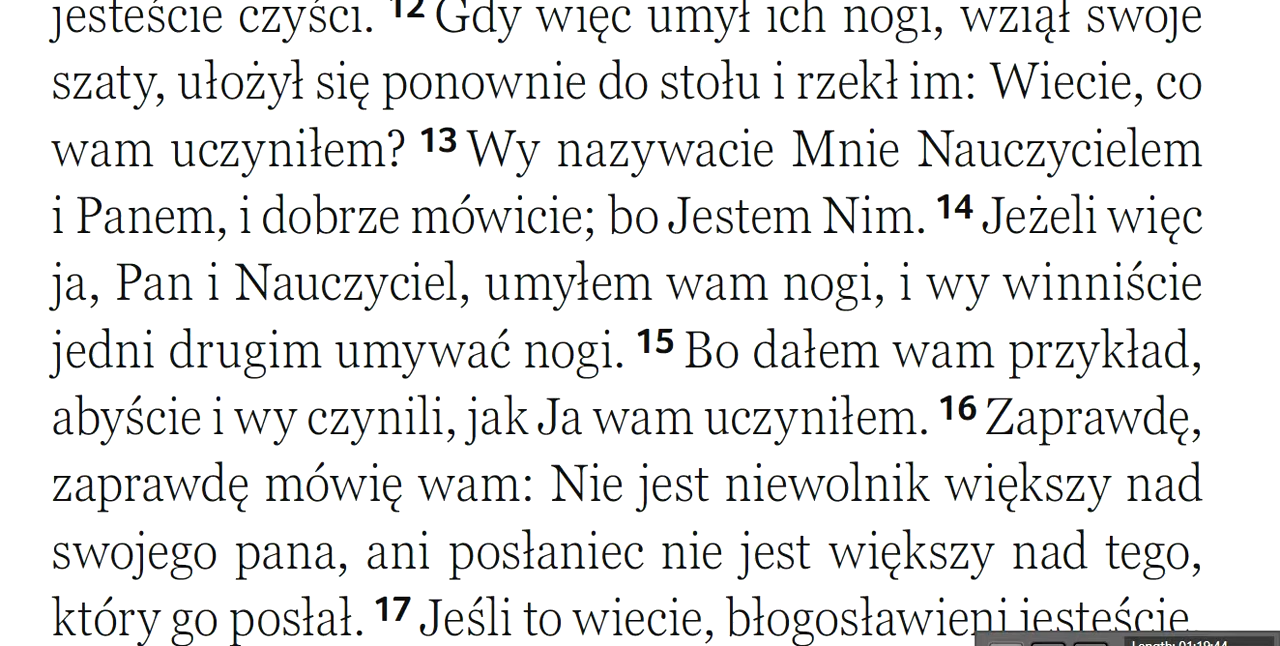 jesteście czyści. 12 Gdy więc umył ich nogi, wziął swoje
szaty, ułożył się ponownie do stołu i rzekł im: Wiecie, co
wam uczyniłem? 13 Wy nazywacie Mnie Nauczycielem
i Panem, i dobrze mówicie; bo Jestem Nim. 14 Jeżeli więc
ja, Pan i Nauczyciel, umyłem wam nogi, i wy winniście
jedni drugim umywać nogi. 15 Bo dałem wam przykład,
abyście i wy czynili, jak Ja wam uczyniłem. 16 Zaprawdę,
zaprawdę mówię wam: Nie jest niewolnik większy nad
swojego pana, ani posłaniec nie jest większy nad tego,
który go posłał. 17 Jeśli to wiecie, błogosławieni jesteście,
Length: 01:19:44